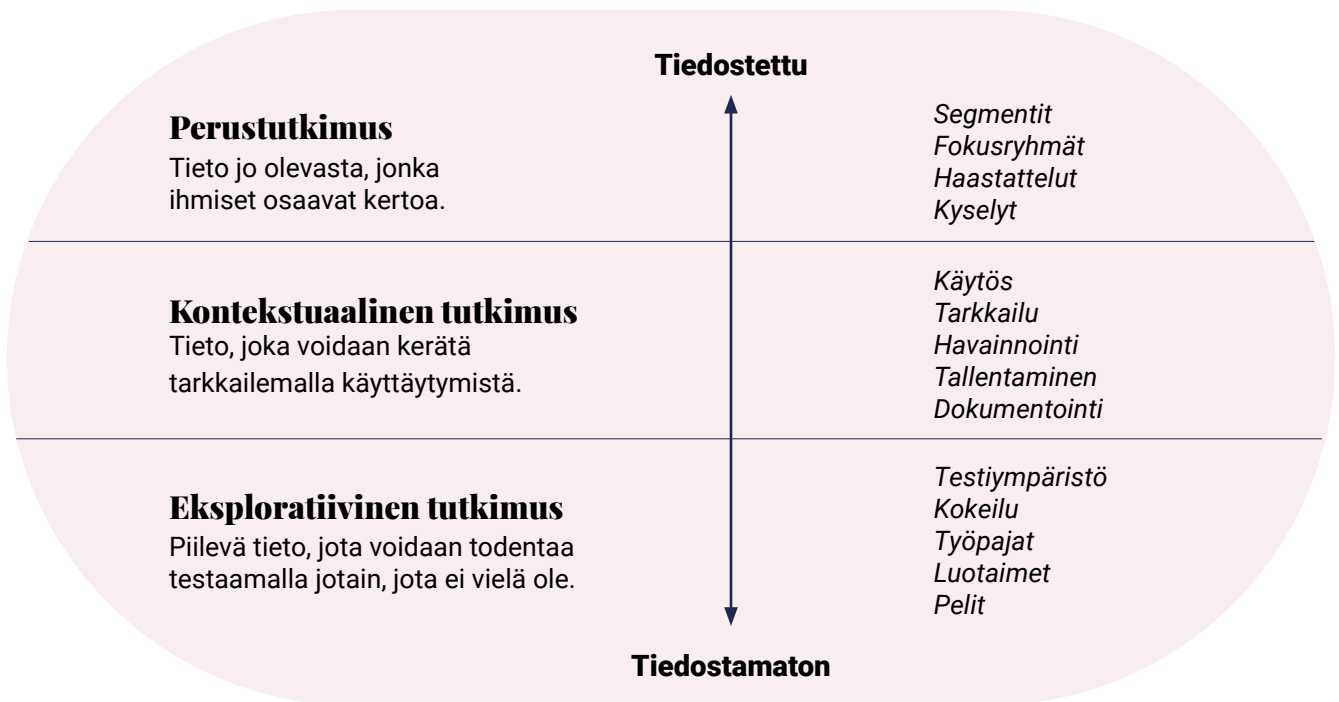 Tiedostettu
Perustutkimus
Tieto jo olevasta, jonka
ihmiset osaavat kertoa.
Segmentit
Fokusryhmät
Haastattelut
Kyselyt
Kontekstuaalinen tutkimus
Tieto, joka voidaan kerätä
tarkkailemalla käyttäytymistä.
Käytös
Tarkkailu
Havainnointi
Tallentaminen
Dokumentointi
Eksploratiivinen tutkimus
Piilevä tieto, jota voidaan todentaa
testaamalla jotain, jota ei vielä ole.
Testiympäristö
Kokeilu
Työpajat
Luotaimet
Pelit
Tiedostamaton